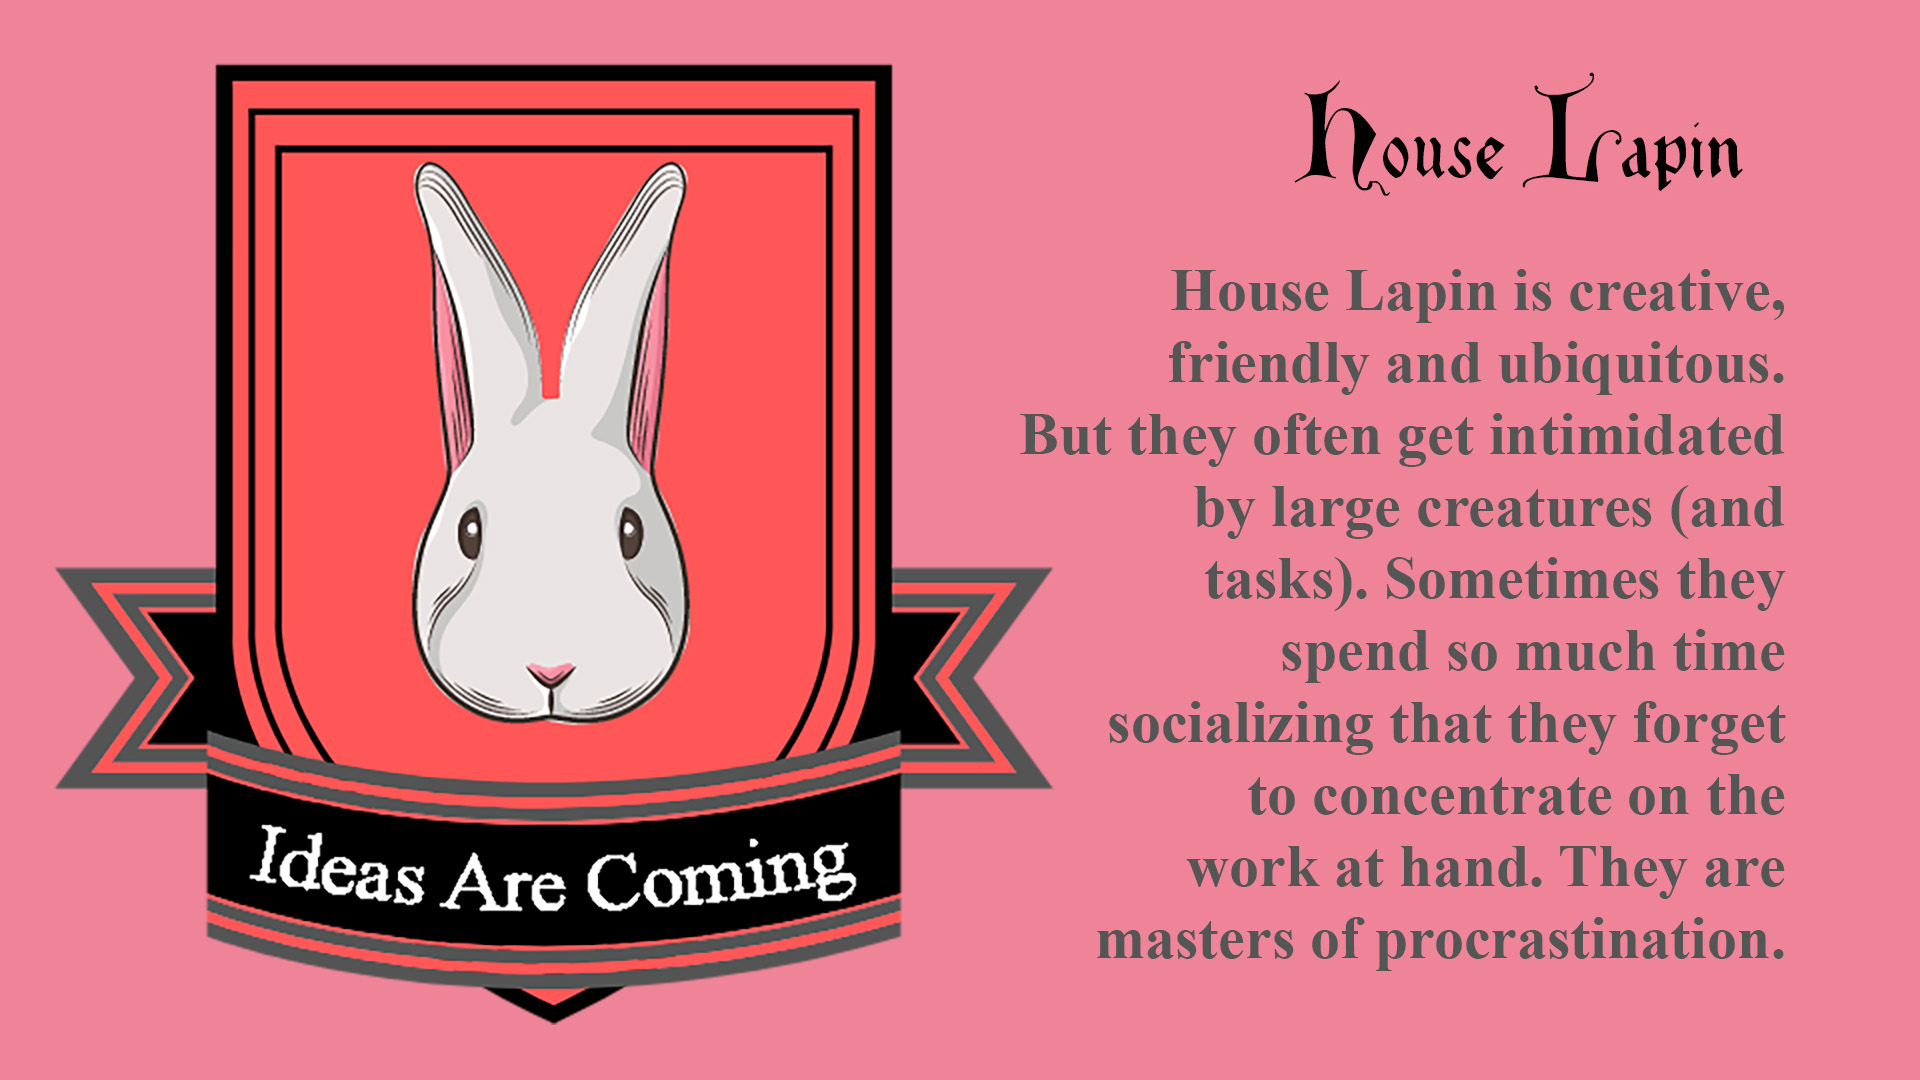 House Lapin
House Lapin is creative,
friendly and ubiquitous.
But they often get intimidated
by large creatures (and
tasks). Sometimes they
spend so much time
socializing that they forget
to concentrate on the
work at hand. They are
masters of procrastination.
Ideas Are Coming